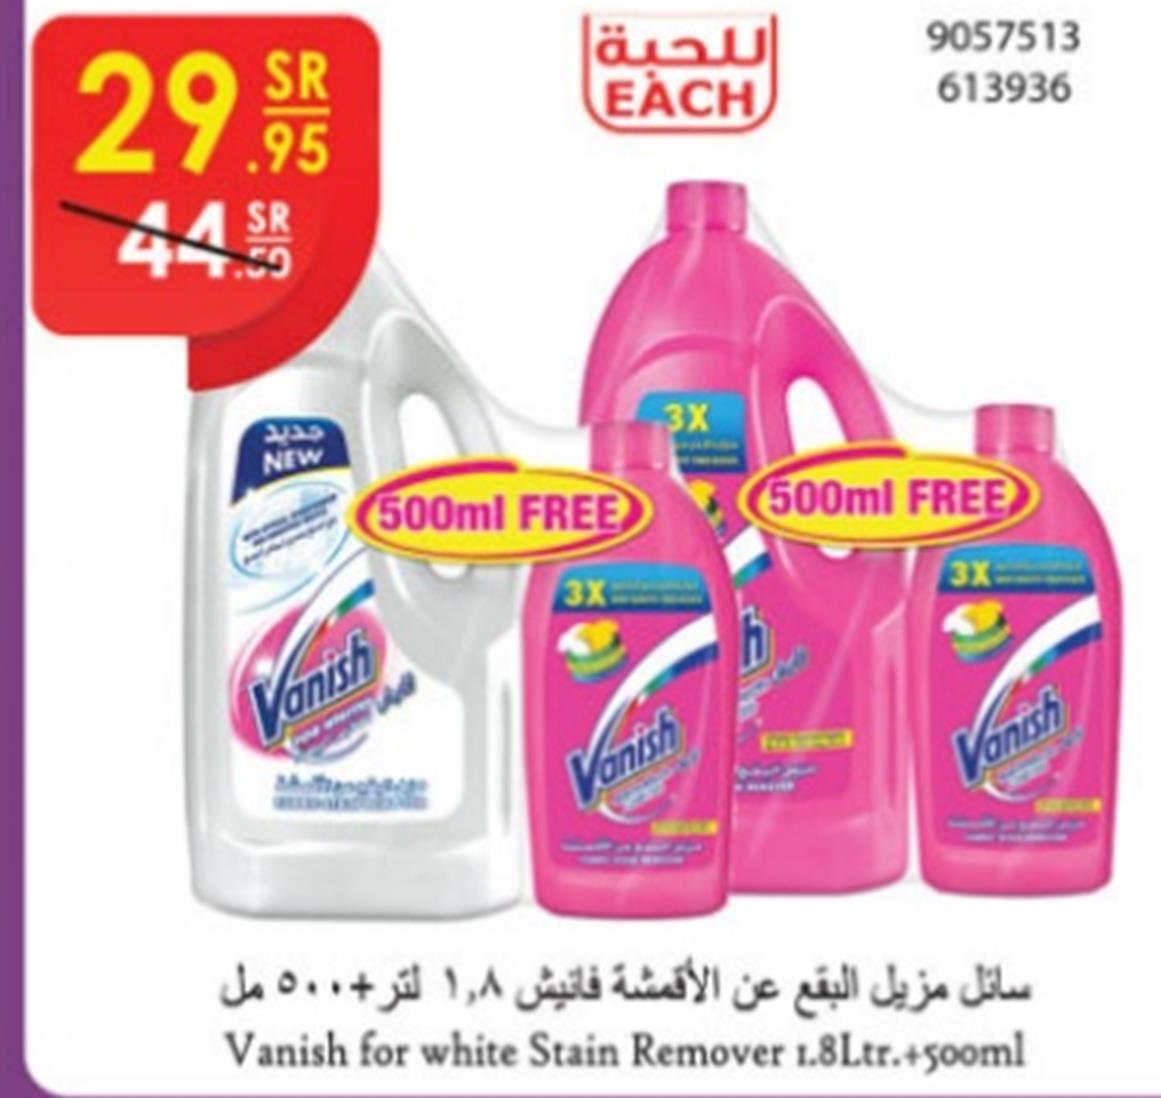 29.95 SR
44.50 SR
للحبة
EACH
9057513
613936
جديد
NEW
Vanish
فانيش
500ml FREE
3X
Vanish
3X
h
500ml FREE
3X
Vanish
سائل مزيل البقع عن الأقمشة فانيش ١,٨ لتر+٥٠٠ مل
Vanish for white Stain Remover 1.8Ltr.+500ml